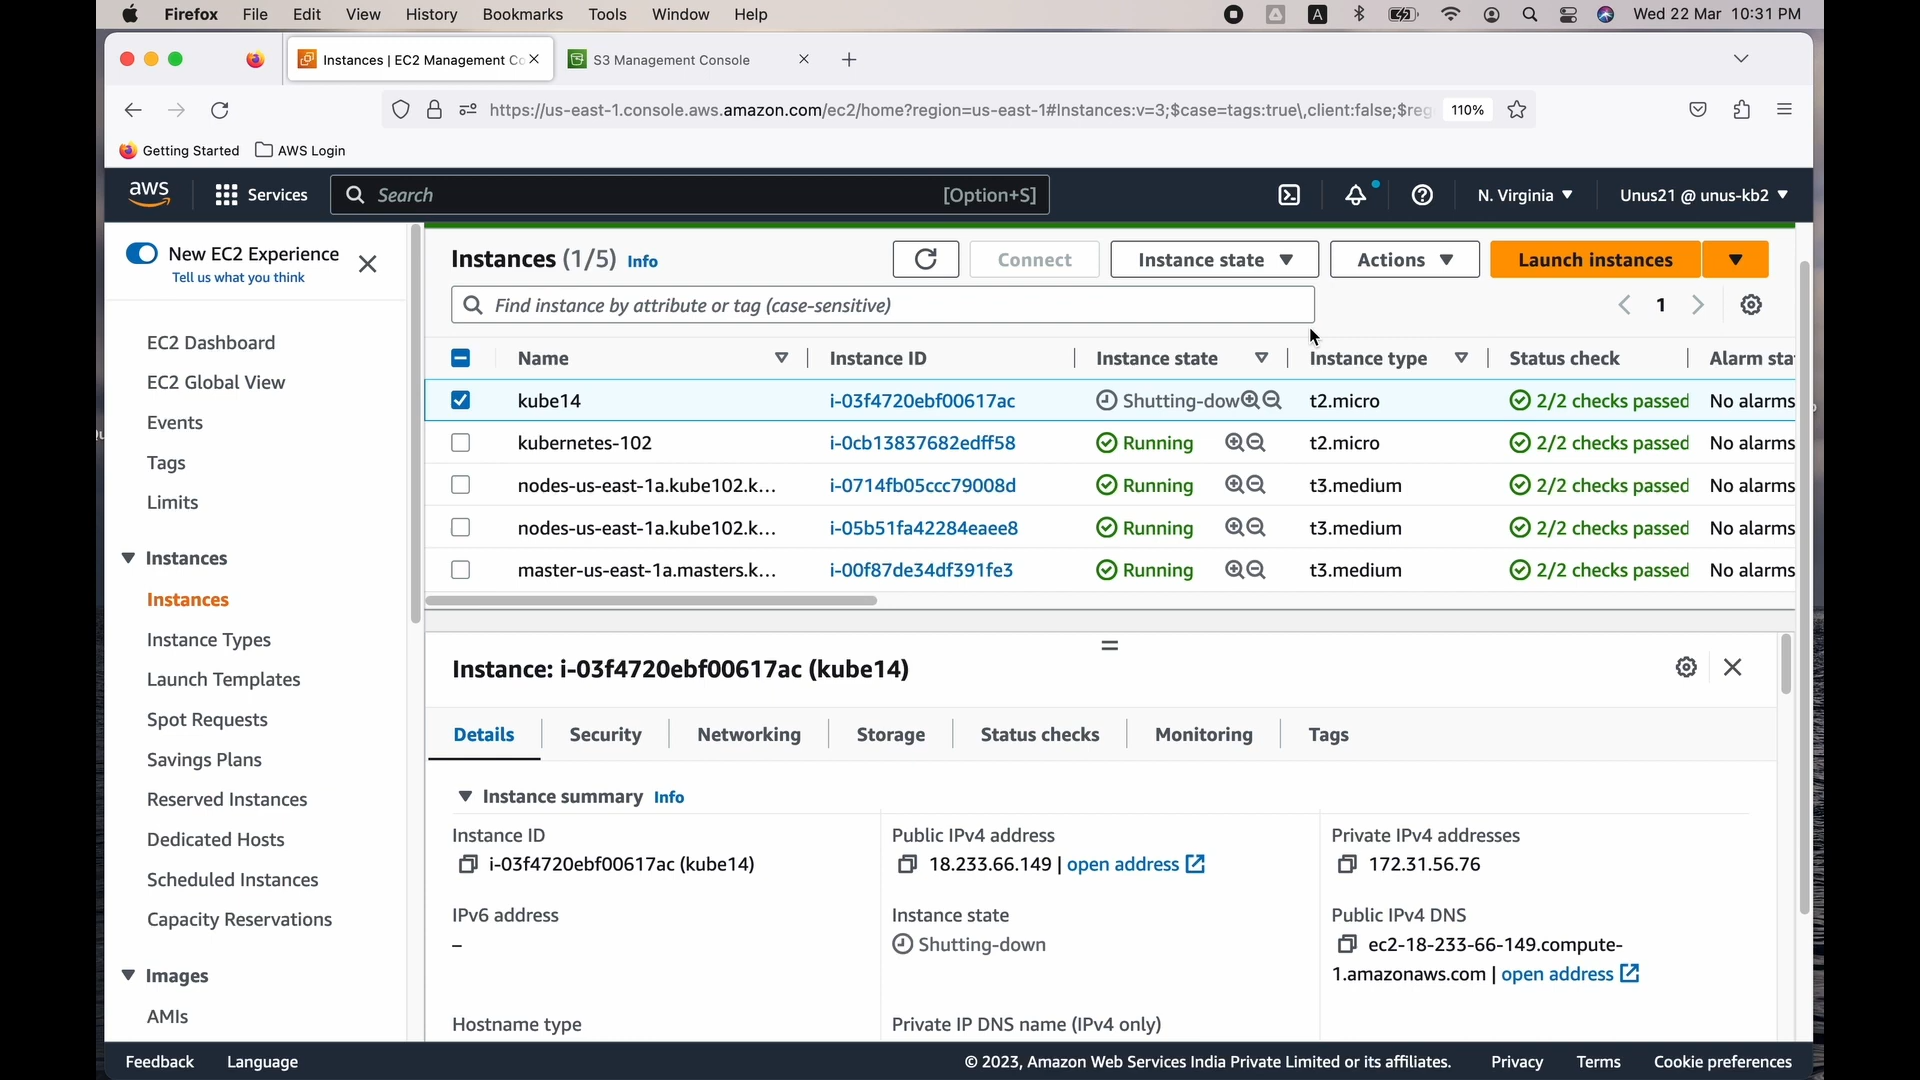 Firefox File Edit View History Bookmarks Tools Window Help A Wed 22 Mar 10:31 PM
Instances | EC2 Management Co S3 Management Console
https://us-east-1.console.aws.amazon.com/ec2/home?region=us-east-1#Instances:v=3;$case=tags:true\,client:false;$reg 110%
Getting Started AWS Login
aws Services Search [Option+S] N. Virginia Unus21 @ unus-kb2
New EC2 Experience
Tell us what you think
EC2 Dashboard
EC2 Global View
Events
Tags
Limits
Instances
Instances
Instance Types
Launch Templates
Spot Requests
Savings Plans
Reserved Instances
Dedicated Hosts
Scheduled Instances
Capacity Reservations
Images
AMIs
Instances (1/5) Info Connect Instance state Actions Launch instances
Find instance by attribute or tag (case-sensitive) 1
Name Instance ID Instance state Instance type Status check Alarm sta
kube14 i-03f4720ebf00617ac Shutting-dow t2.micro 2/2 checks passed No alarms
kubernetes-102 i-0cb13837682edff58 Running t2.micro 2/2 checks passed No alarms
nodes-us-east-1a.kube102.k... i-0714fb05ccc79008d Running t3.medium 2/2 checks passed No alarms
nodes-us-east-1a.kube102.k... i-05b51fa42284eaee8 Running t3.medium 2/2 checks passed No alarms
master-us-east-1a.masters.k... i-00f87de34df391fe3 Running t3.medium 2/2 checks passed No alarms
Instance: i-03f4720ebf00617ac (kube14)
Details Security Networking Storage Status checks Monitoring Tags
Instance summary Info
Instance ID
i-03f4720ebf00617ac (kube14)
Public IPv4 address
18.233.66.149 | open address
Private IPv4 addresses
172.31.56.76
IPv6 address
–
Instance state
Shutting-down
Public IPv4 DNS
ec2-18-233-66-149.compute-
1.amazonaws.com | open address
Hostname type
Private IP DNS name (IPv4 only)
Feedback Language © 2023, Amazon Web Services India Private Limited or its affiliates. Privacy Terms Cookie preferences